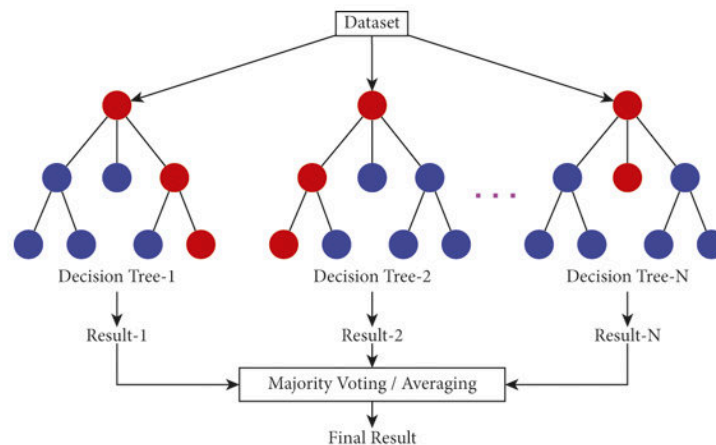 Dataset
Decision Tree-1
Decision Tree-2
Decision Tree-N
Result-1
Result-2
Result-N
Majority Voting / Averaging
Final Result